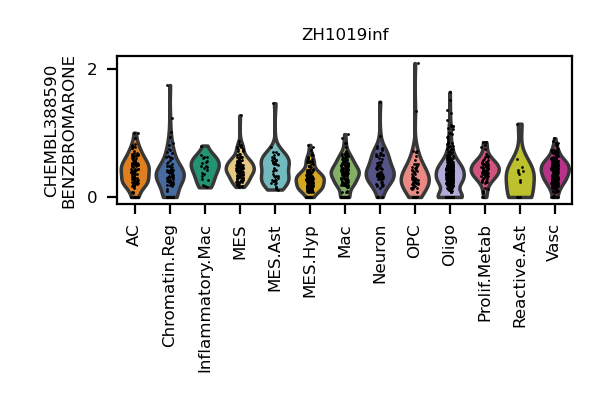 ZH1019inf
CHEMBL388590
BENZBROMARONE
2
0
AC
Chromatin.Reg
Inflammatory.Mac
MES
MES.Ast
MES.Hyp
Mac
Neuron
OPC
Oligo
Prolif.Metab
Reactive.Ast
Vasc